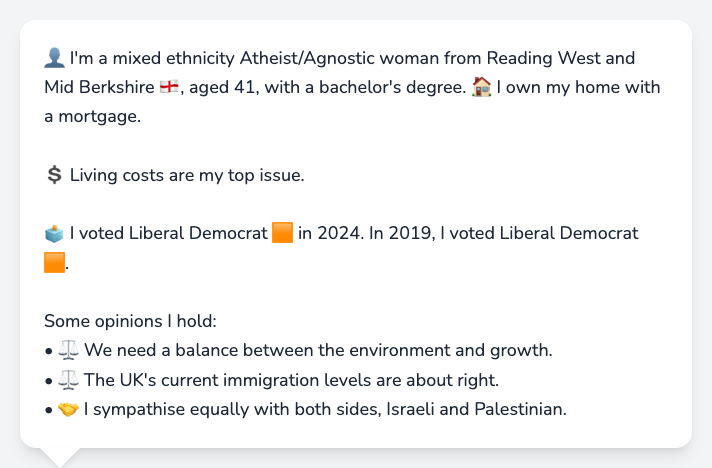 👤 I'm a mixed ethnicity Atheist/Agnostic woman from Reading West and
Mid Berkshire 🏴󠁧󠁢󠁥󠁮󠁧󠁿, aged 41, with a bachelor's degree. 🏠 I own my home with
a mortgage.
💲 Living costs are my top issue.
🗳️ I voted Liberal Democrat 🟧 in 2024. In 2019, I voted Liberal Democrat
🟧.
Some opinions I hold:
• ⚖️ We need a balance between the environment and growth.
• ⚖️ The UK's current immigration levels are about right.
• 🤝 I sympathise equally with both sides, Israeli and Palestinian.